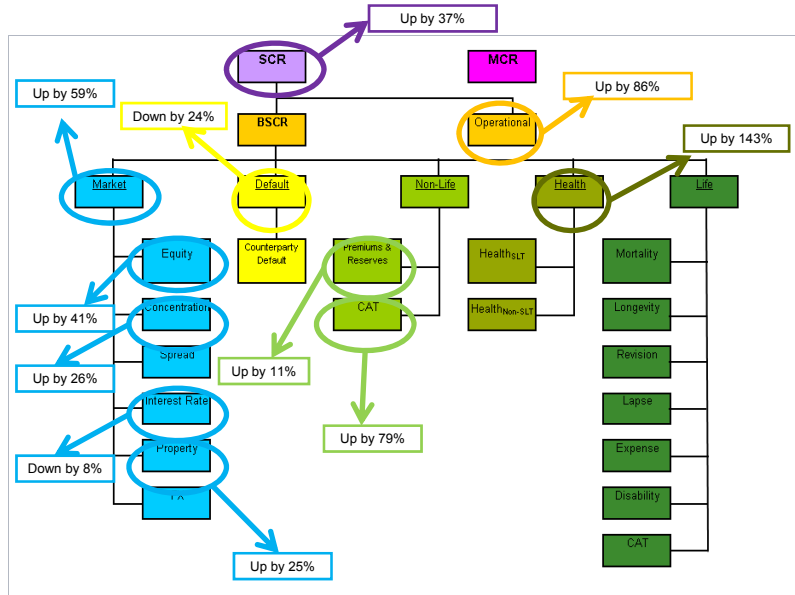 Up by 37%
SCR
MCR
Up by 59%
Down by 24%
Up by 86%
BSCR
Operational
Up by 143%
Market
Default
Non-Life
Health
Life
Equity
Counterparty
Default
Premiums &
Reserves
HealthSLT
Mortality
Up by 41%
Concentration
CAT
HealthNon-SLT
Longevity
Up by 26%
Spread
Up by 11%
Revision
Interest Rate
Lapse
Up by 79%
Down by 8%
Property
Expense
Disability
Up by 25%
CAT